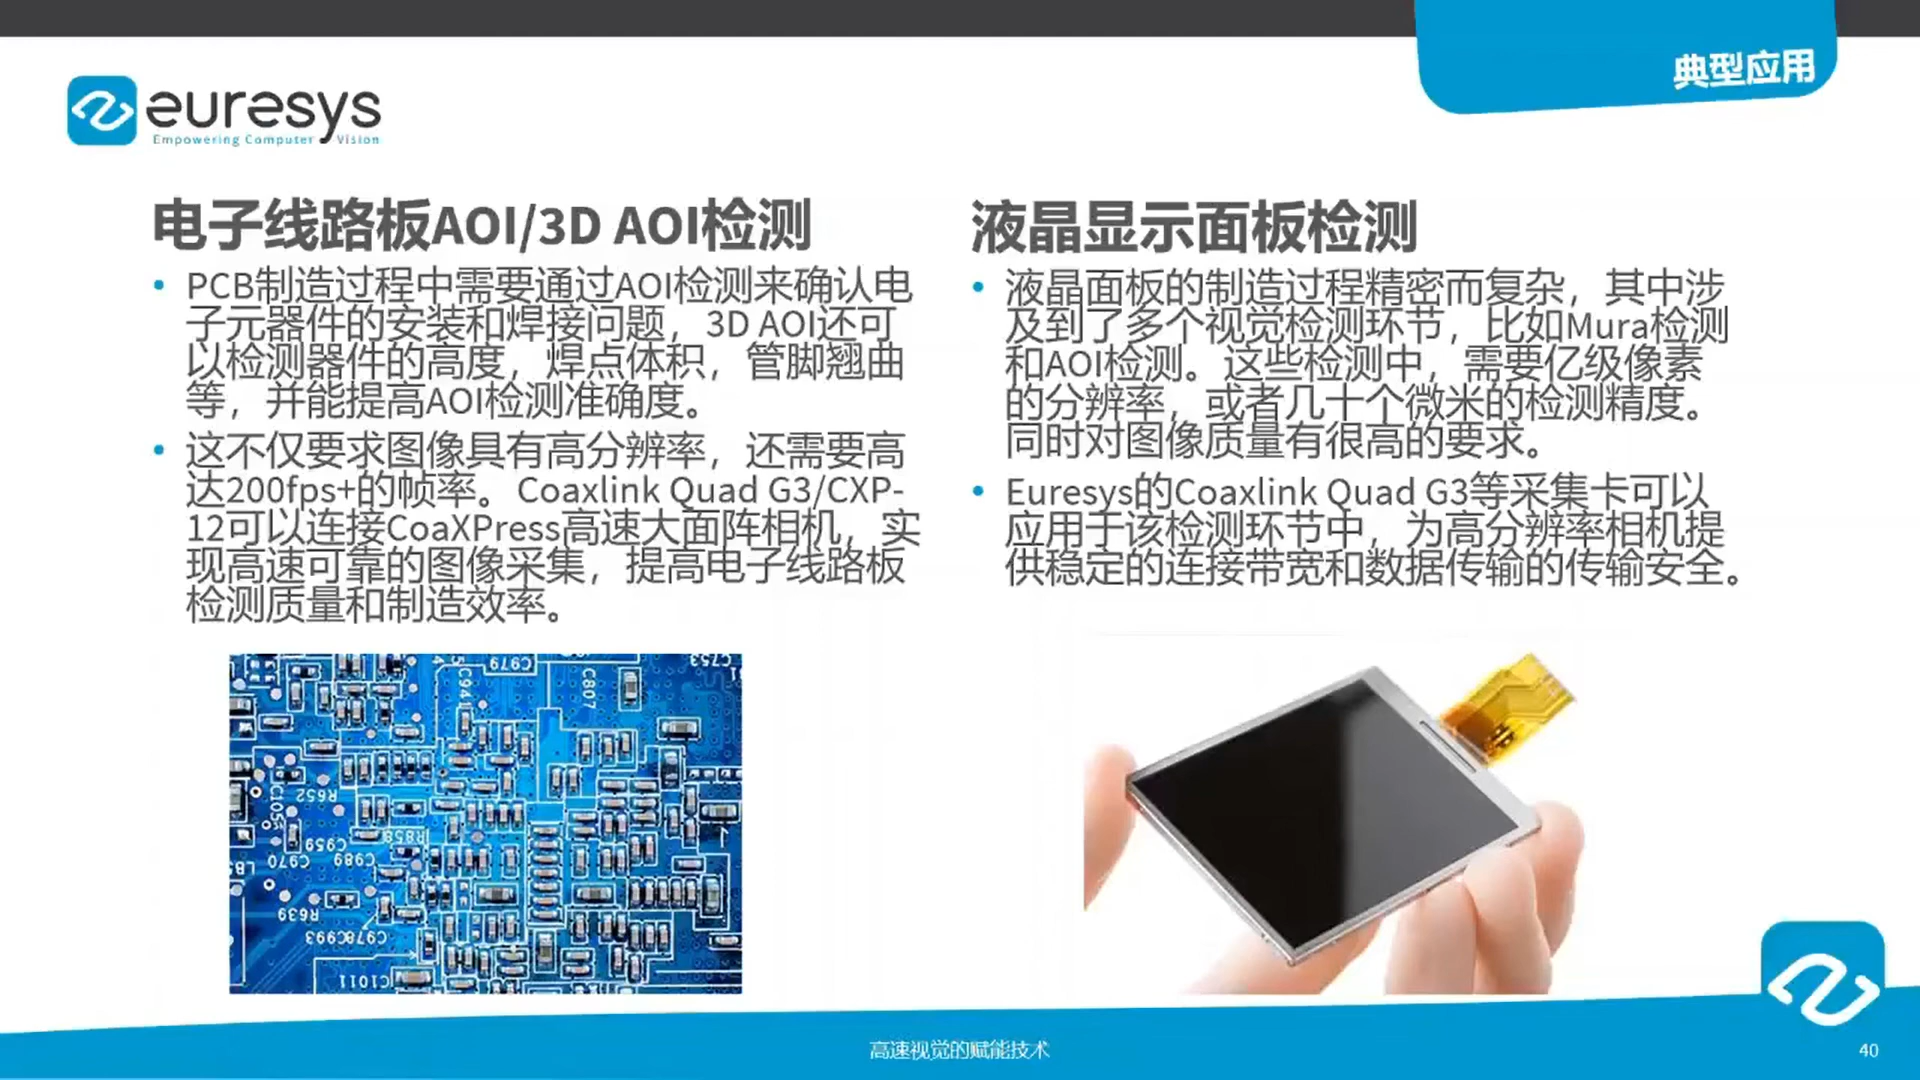 典型应用
euresys
Empowering Computer Vision
电子线路板AOI/3D AOI检测
• PCB制造过程中需要通过AOI检测来确认电
子元器件的安装和焊接问题，3D AOI还可
以检测器件的高度，焊点体积，管脚翘曲
等，并能提高AOI检测准确度。
• 这不仅要求图像具有高分辨率，还需要高
达200fps+的帧率。Coaxlink Quad G3/CXP-
12可以连接CoaXPress高速大面阵相机，实
现高速可靠的图像采集，提高电子线路板
检测质量和制造效率。
液晶显示面板检测
• 液晶面板的制造过程精密而复杂，其中涉
及到了多个视觉检测环节，比如Mura检测
和AOI检测。这些检测中，需要亿级像素
的分辨率，或者几十个微米的检测精度。
同时对图像质量有很高的要求。
• Euresys的Coaxlink Quad G3等采集卡可以
应用于该检测环节中，为高分辨率相机提
供稳定的连接带宽和数据传输的传输安全。
C979
C753
C807
R652
R858
C959
C970
C989
R639
C978
C993
C1011
高速视觉的赋能技术
40